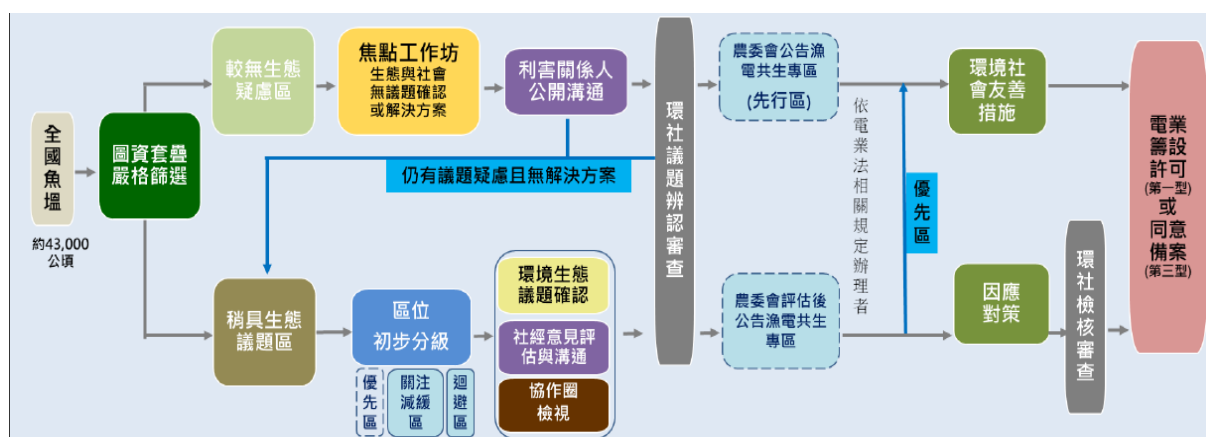 全國魚塭
約43,000
公頃
圖資套疊
嚴格篩選
較無生態
疑慮區
焦點工作坊
生態與社會
無議題確認
或解決方案
利害關係人
公開溝通
仍有議題疑慮且無解決方案
稍具生態
議題區
區位
初步分級
優先區
關注
減緩
區
迴避區
環境生態
議題確認
社經意見評
估與溝通
協作圈
檢視
環社議題辨認審查
農委會公告漁
電共生專區
(先行區)
農委會評估後
公告漁電共生
專區
依電業法相關規定辦理者
優先區
環境社
會友善
措施
因應
對策
環社檢核審查
電業
籌設
許可
(第一型)
或
同意
備案
(第三型)